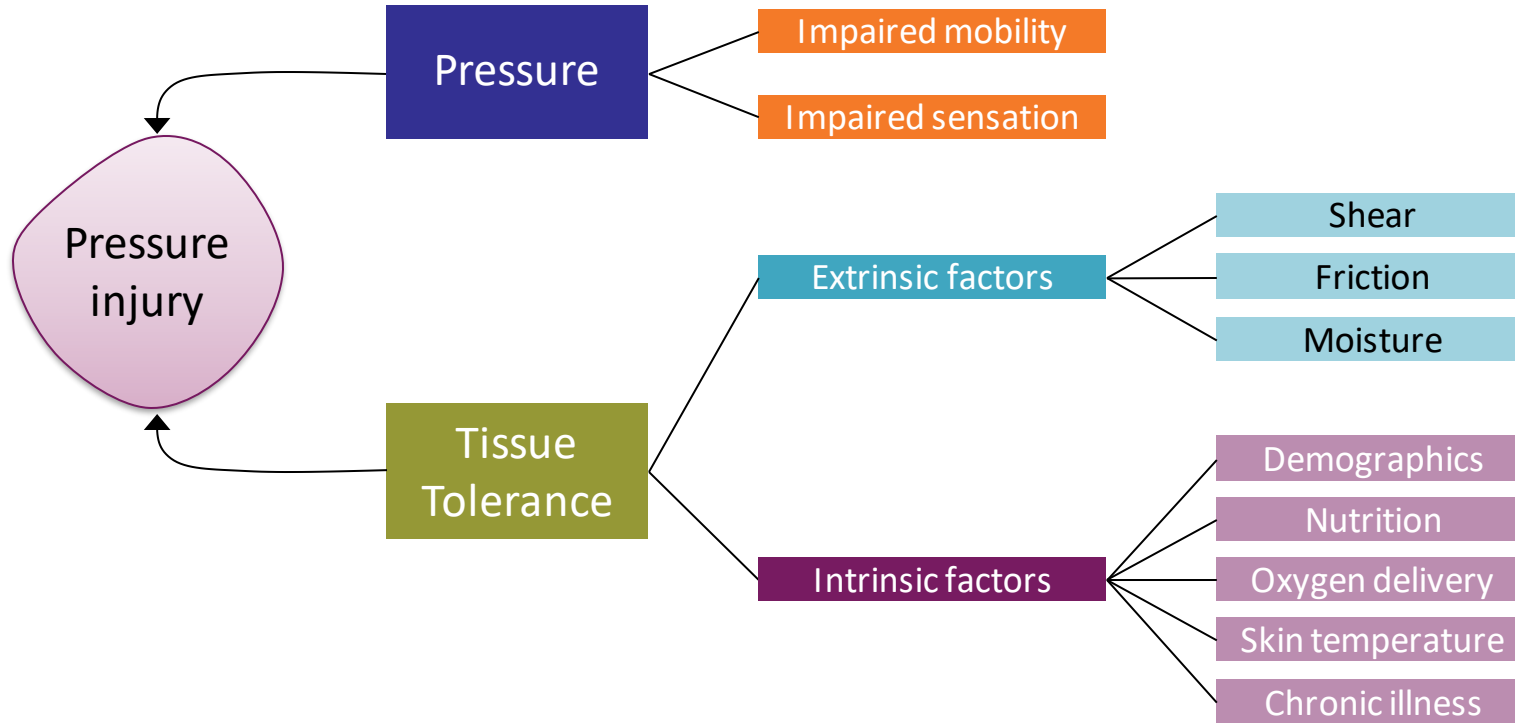 Pressure
injury
Pressure
Impaired mobility
Impaired sensation
Tissue
Tolerance
Extrinsic factors
Shear
Friction
Moisture
Intrinsic factors
Demographics
Nutrition
Oxygen delivery
Skin temperature
Chronic illness